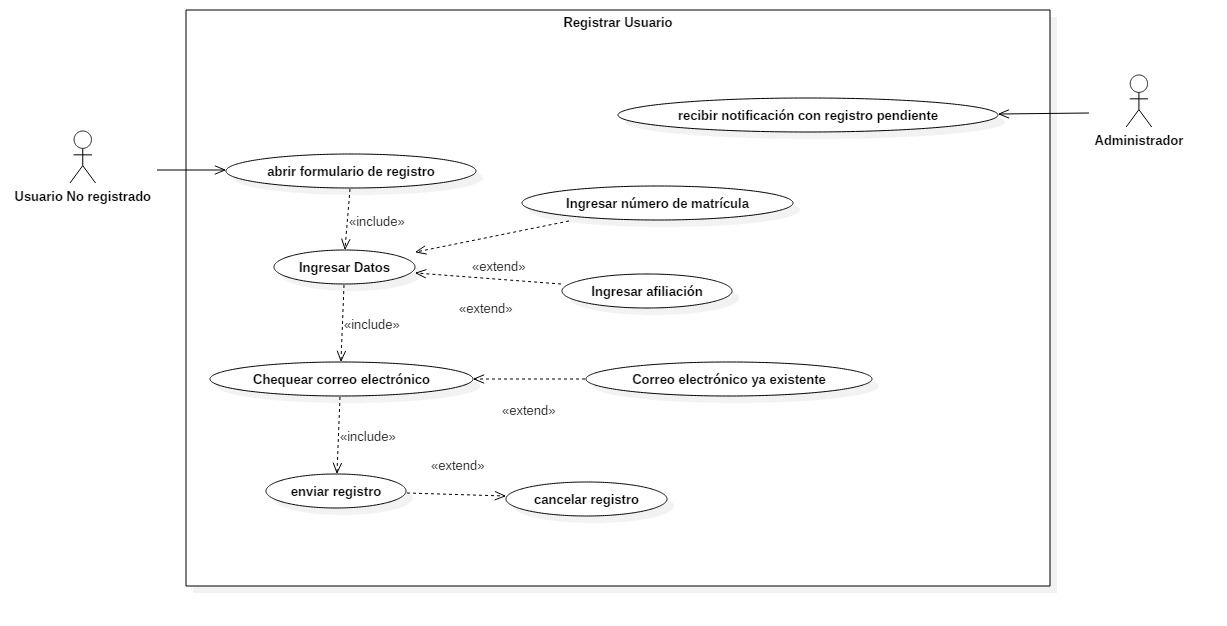 Registrar Usuario
recibir notificación con registro pendiente
Administrador
Usuario No registrado
abrir formulario de registro
Ingresar número de matrícula
«include»
Ingresar Datos
«extend»
Ingresar afiliación
«extend»
«include»
Chequear correo electrónico
Correo electrónico ya existente
«extend»
«include»
«extend»
enviar registro
cancelar registro